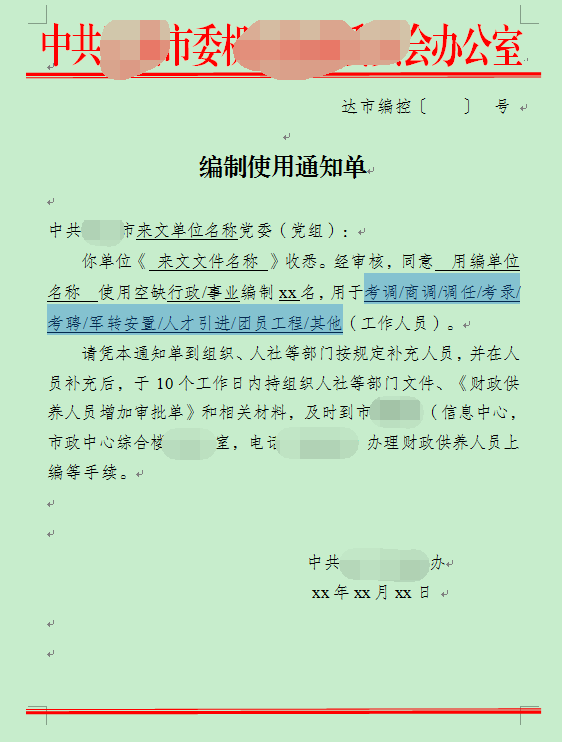 中共 市委机 会办公室
达市编控〔 〕 号
编制使用通知单
中共 市来文单位名称党委（党组）：
你单位《 来文文件名称 》收悉。经审核，同意 用编单位
名称 使用空缺行政/事业编制 xx 名，用于考调/商调/调任/考录/
考聘/军转安置/人才引进/团员工程/其他（工作人员）。
请凭本通知单到组织、人社等部门按规定补充人员，并在人
员补充后，于 10 个工作日内持组织人社等部门文件、《财政供
养人员增加审批单》和相关材料，及时到市 （信息中心，
市政中心综合楼 室，电话 办理财政供养人员上
编等手续。
中共 办
xx 年 xx 月 xx 日